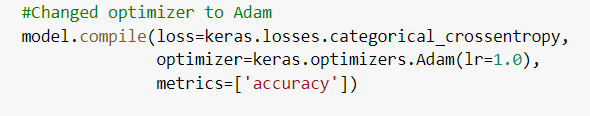 #Changed optimizer to Adam
model.compile(loss=keras.losses.categorical_crossentropy,
              optimizer=keras.optimizers.Adam(lr=1.0),
              metrics=['accuracy'])